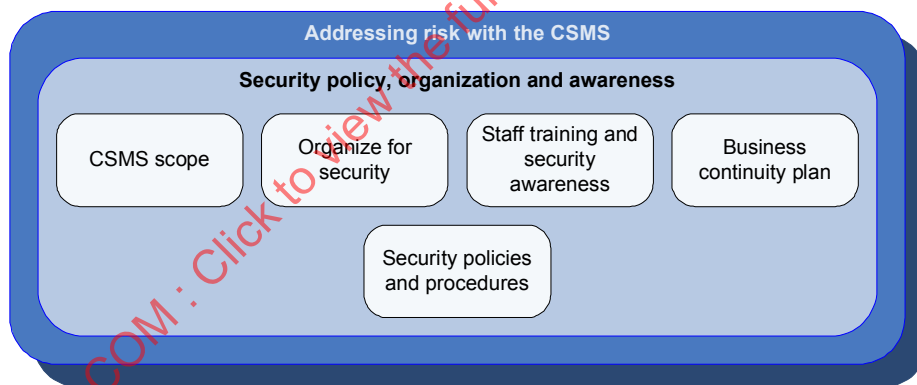 Addressing risk with the CSMS
Security policy, organization and awareness
CSMS scope
Organize for
security
Staff training and
security
awareness
Business
continuity plan
Security policies
and procedures
COM : Click to view the ful